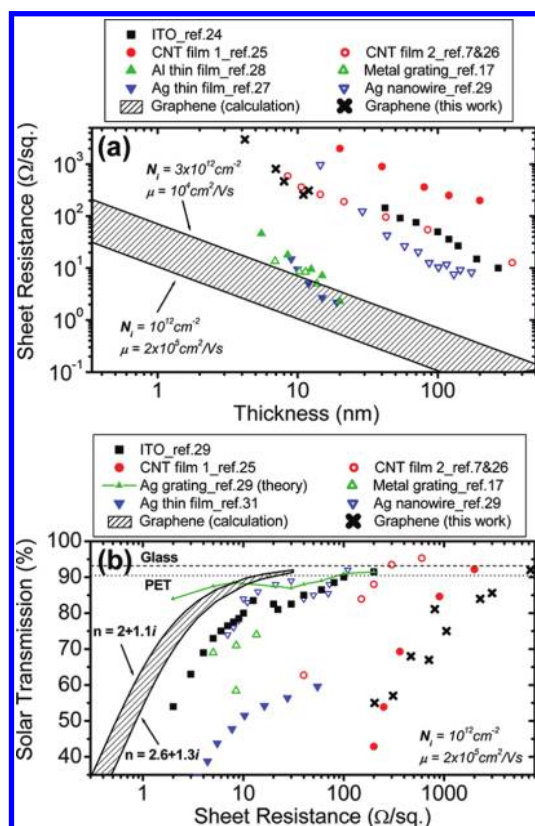 ITO_ref.24
CNT film 1_ref.25 CNT film 2_ref.7&26
Al thin film_ref.28 Metal grating_ref.17
Ag thin film_ref.27 Ag nanowire_ref.29
Graphene (calculation) Graphene (this work)
(a)
Sheet Resistance (Ω/sq.)
10³
10²
10¹
10⁰
10⁻¹
Nᵢ = 3x10¹²cm⁻²
μ = 10⁴cm²/Vs
Nᵢ = 10¹²cm⁻²
μ = 2x10⁵cm²/Vs
1 10 100
Thickness (nm)
ITO_ref.29
CNT film 1_ref.25 CNT film 2_ref.7&26
Ag grating_ref.29 (theory) Metal grating_ref.17
Ag thin film_ref.31 Ag nanowire_ref.29
Graphene (calculation) Graphene (this work)
(b)
Solar Transmission (%)
100
90
80
70
60
50
40
Glass
PET
n = 2+1.1i
n = 2.6+1.3i
Nᵢ = 10¹²cm⁻²
μ = 2x10⁵cm²/Vs
1 10 100 1000
Sheet Resistance (Ω/sq.)